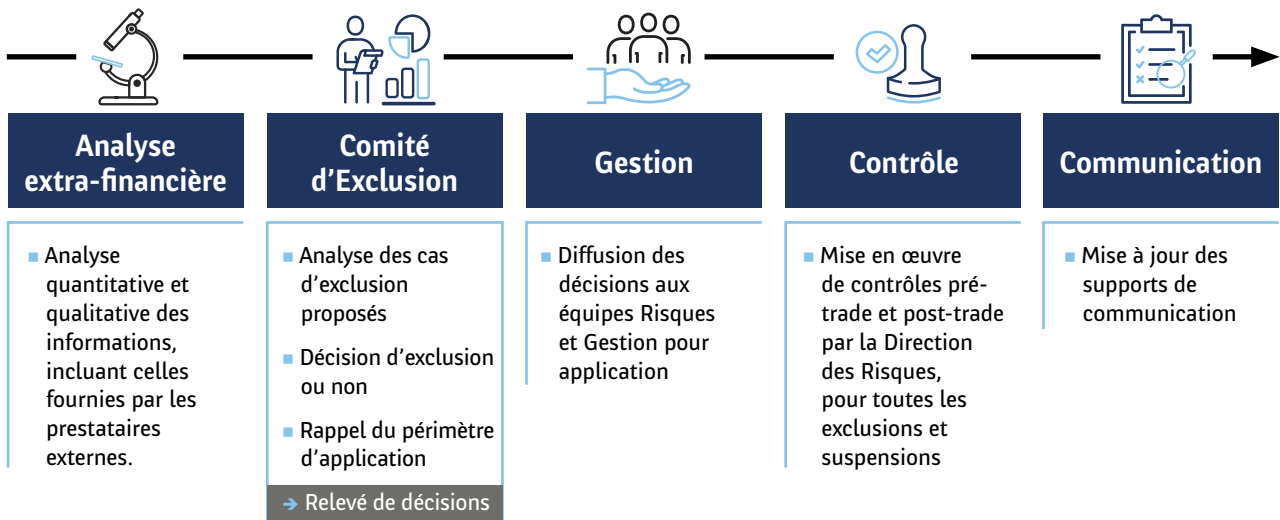 Analyse
extra-financière
Comité
d'Exclusion
Gestion
Contrôle
Communication
■ Analyse
quantitative et
qualitative des
informations,
incluant celles
fournies par les
prestataires
externes.
■ Analyse des cas
d'exclusion
proposés
■ Décision d'exclusion
ou non
■ Rappel du périmètre
d'application
→ Relevé de décisions
■ Diffusion des
décisions aux
équipes Risques
et Gestion pour
application
■ Mise en œuvre
de contrôles pré-
trade et post-trade
par la Direction
des Risques,
pour toutes les
exclusions et
suspensions
■ Mise à jour des
supports de
communication